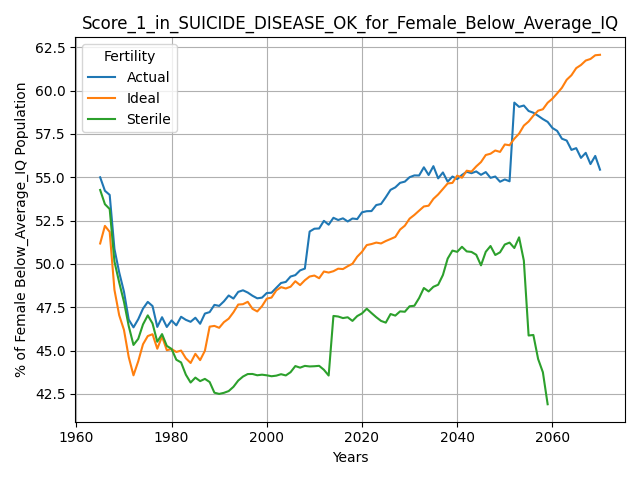 Score_1_in_SUICIDE_DISEASE_OK_for_Female_Below_Average_IQ
Fertility
Actual
Ideal
Sterile
% of Female Below_Average_IQ Population
62.5
60.0
57.5
55.0
52.5
50.0
47.5
45.0
42.5
1960
1980
2000
2020
2040
2060
Years